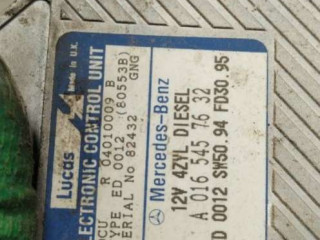 Lucas
Made in U.K.
ELECTRONIC CONTROL UNIT
ECU R 04010009 B
TYPE ED 0012 (80553B)
SERIAL No 82432 GNG
Mercedes-Benz
12V 4ZYL DIESEL
A 016 545 76 32
ED 0012 SW50.94 FD30.95